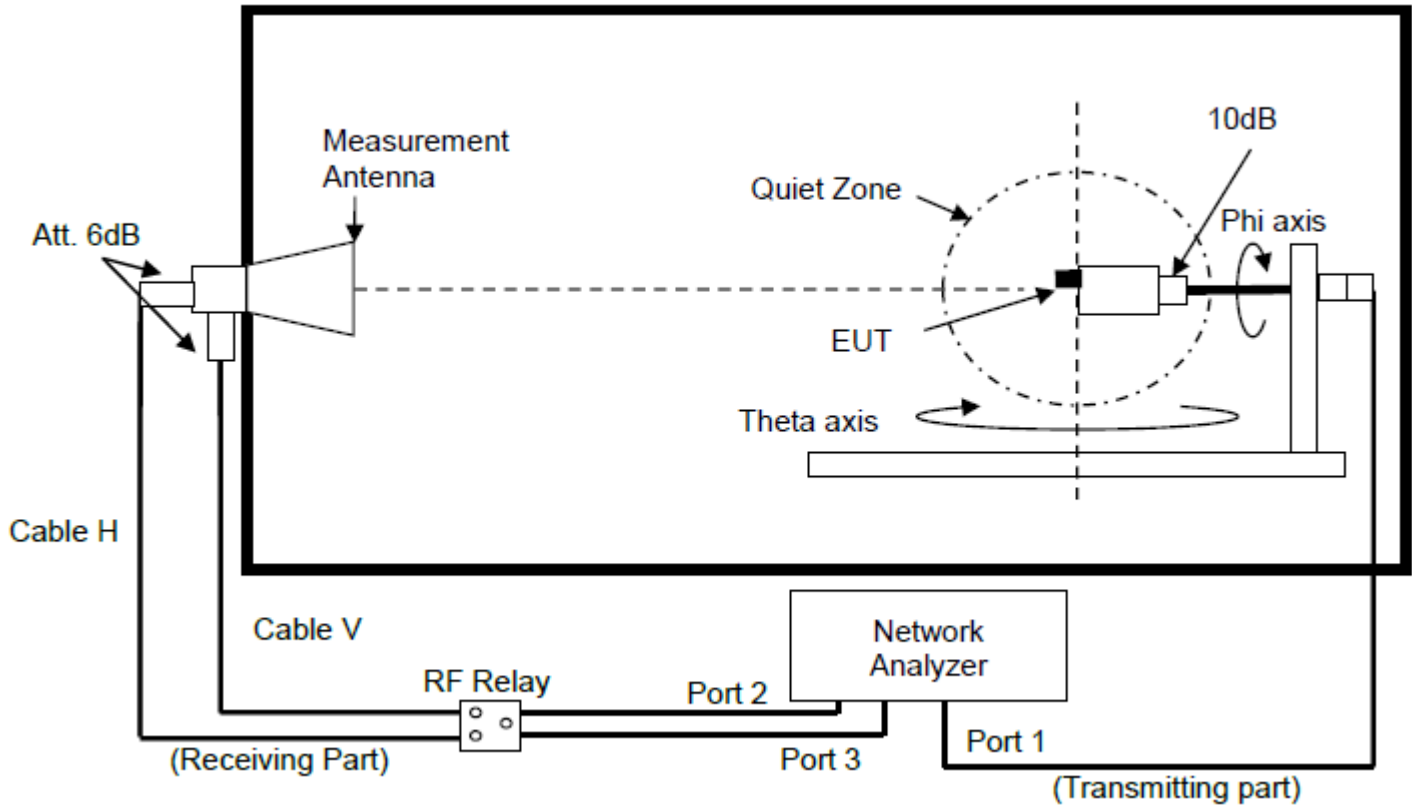 Measurement
Antenna
10dB
Quiet Zone
Phi axis
Att. 6dB
EUT
Theta axis
Cable H
Cable V
Network
Analyzer
RF Relay
Port 2
Port 3
Port 1
(Receiving Part)
(Transmitting part)